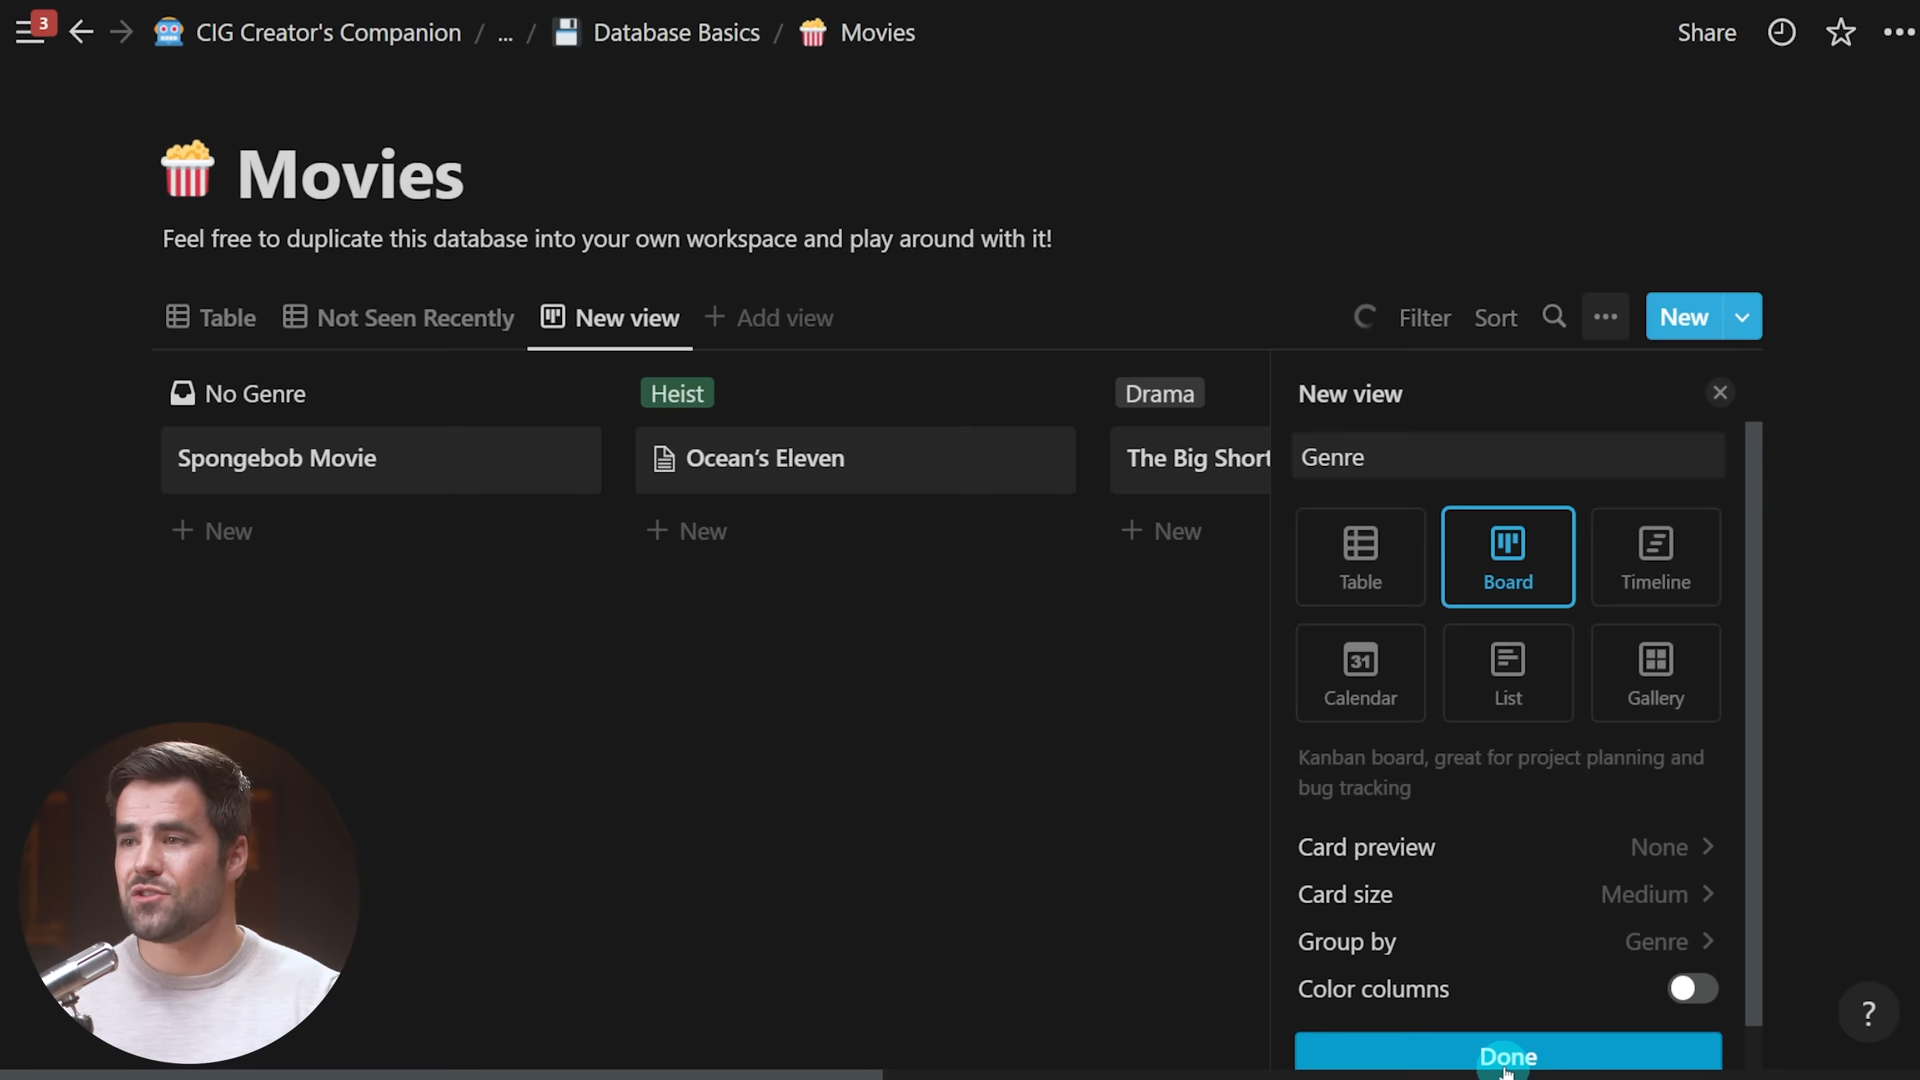 3
CIG Creator's Companion / ... / Database Basics / Movies
Share
Movies
Feel free to duplicate this database into your own workspace and play around with it!
Table
Not Seen Recently
New view
+ Add view
Filter
Sort
New
No Genre
Heist
Drama
New view
Spongebob Movie
Ocean's Eleven
The Big Short
Genre
+ New
+ New
+ New
Table
Board
Timeline
31
Calendar
List
Gallery
Kanban board, great for project planning and
bug tracking
Card preview
None
Card size
Medium
Group by
Genre
Color columns
?
Done